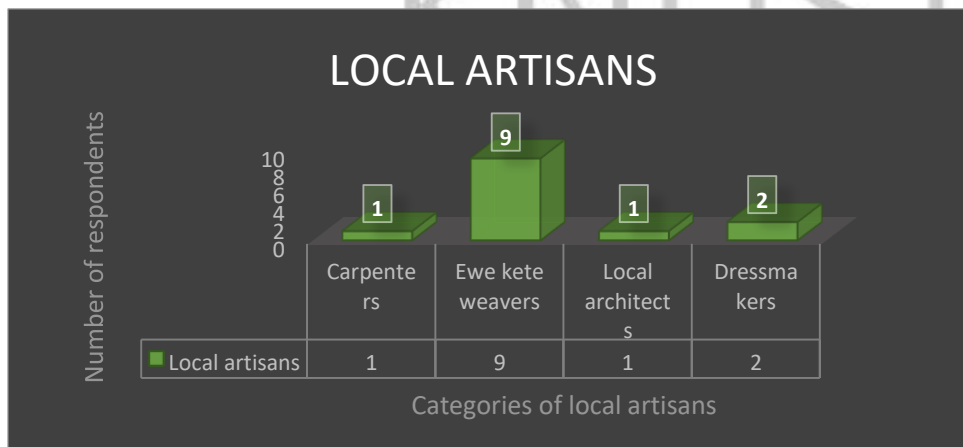 LOCAL ARTISANS
Number of respondents
10
8
6
4
2
0
1
9
1
2
Carpente
rs
Ewe kete
weavers
Local
architect
s
Dressma
kers
Local artisans 1 9 1 2
Categories of local artisans